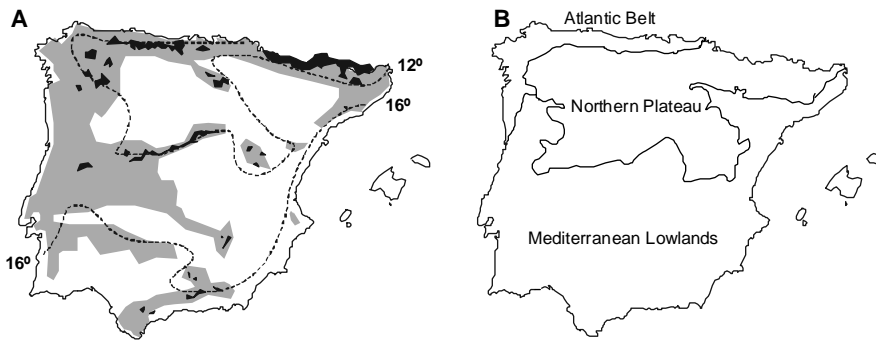 A
12º
16º
16º
B
Atlantic Belt
Northern Plateau
Mediterranean Lowlands